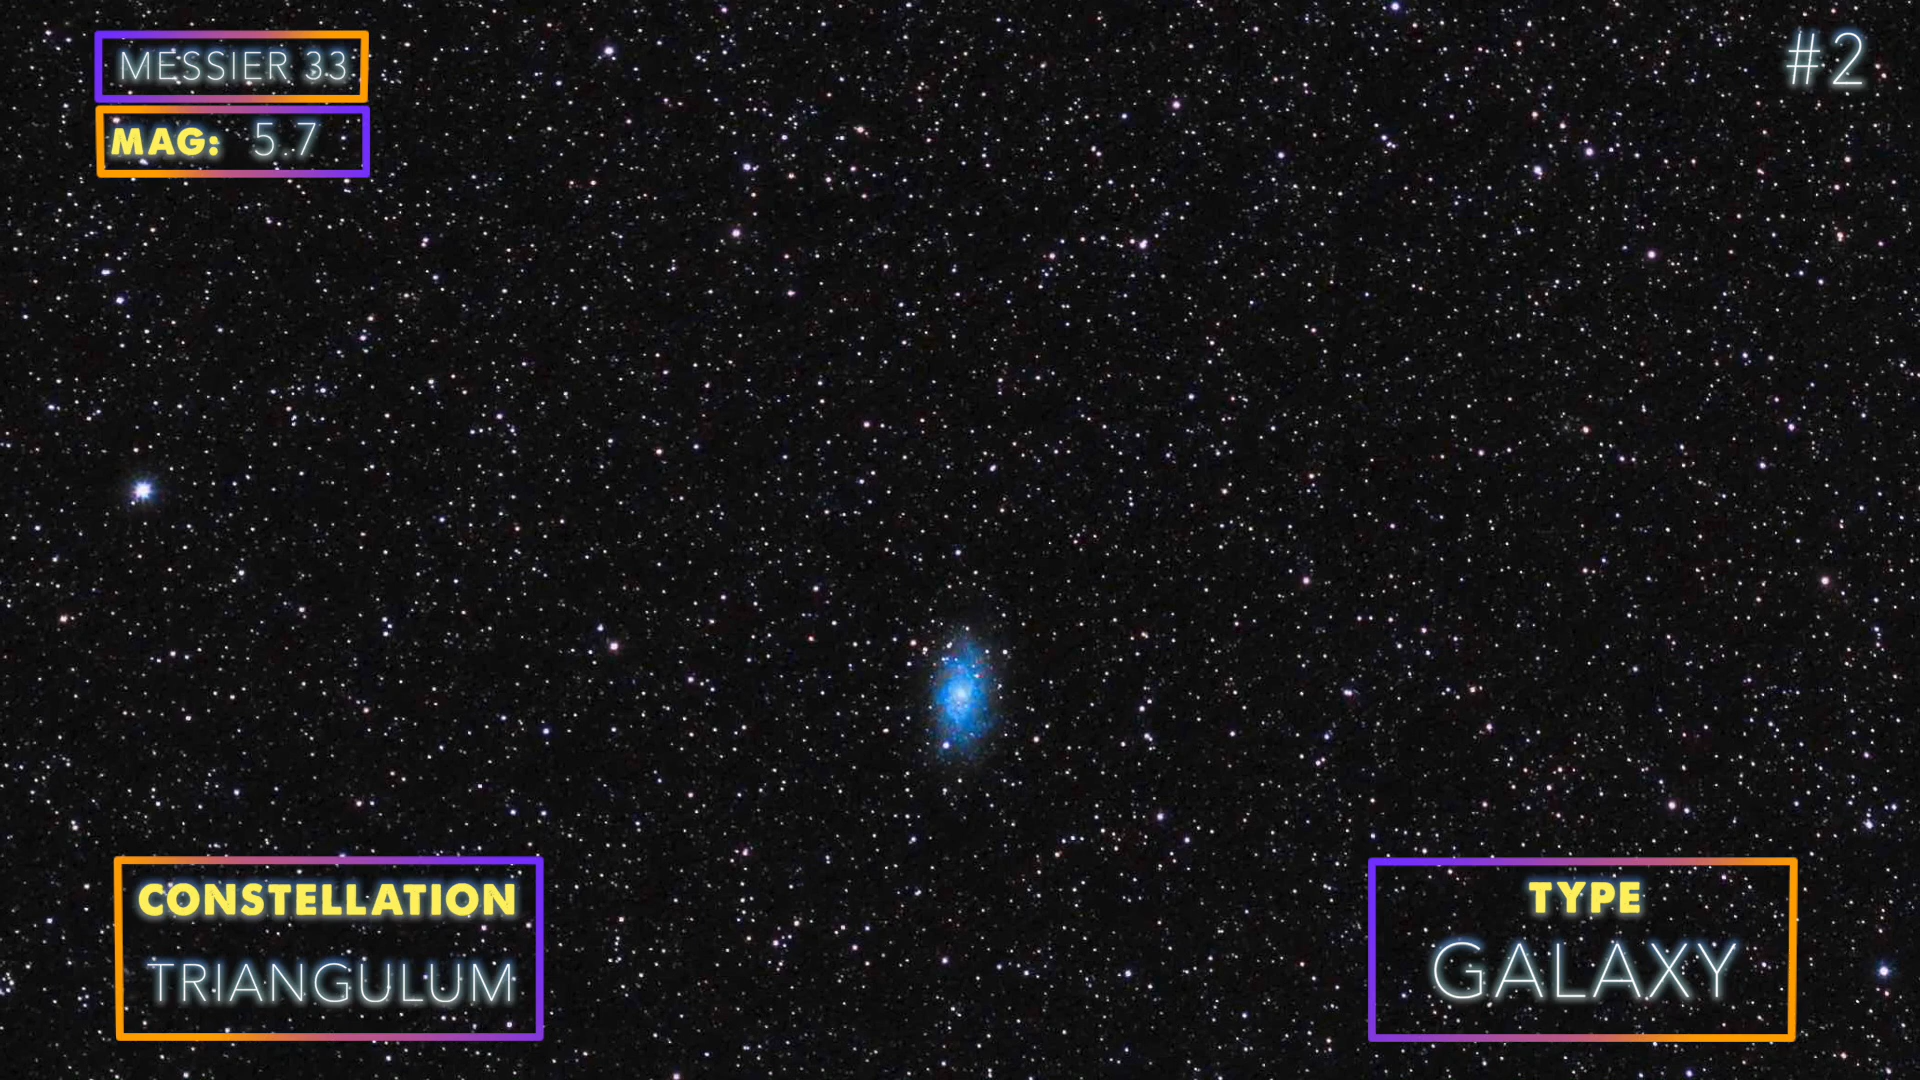 MESSIER 33
#2
MAG: 5.7
CONSTELLATION
TRIANGULUM
TYPE
GALAXY